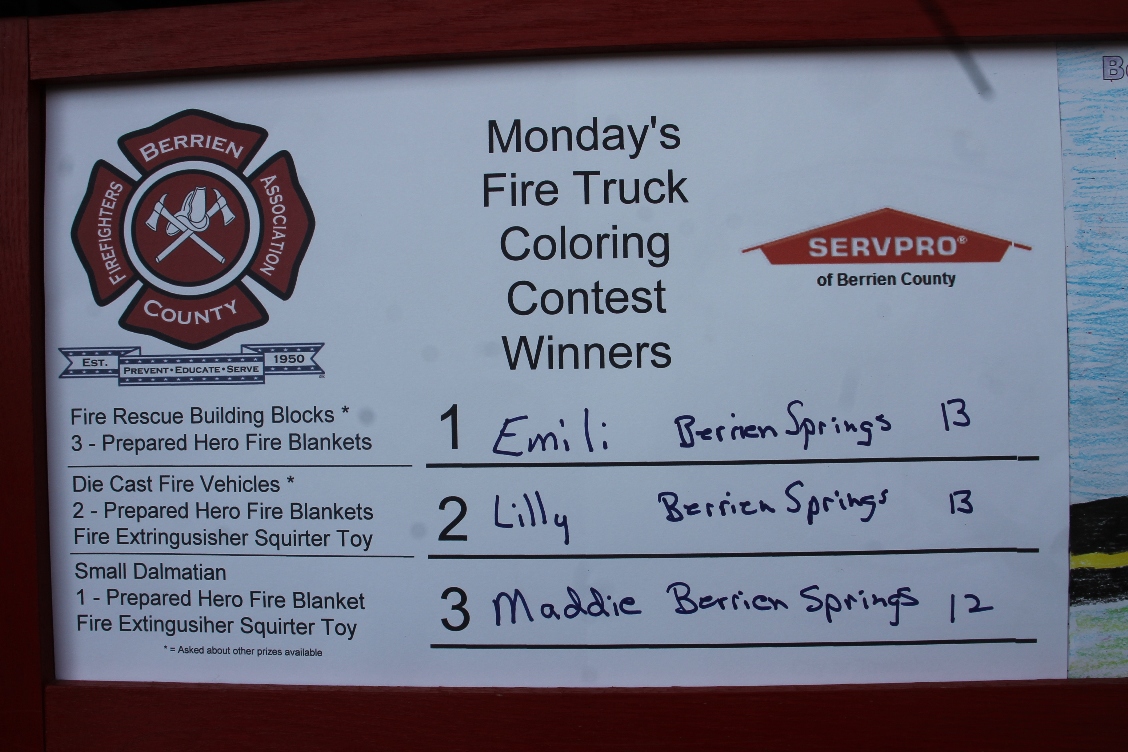 BERRIEN
FIREFIGHTERS
ASSOCIATION
COUNTY
EST.
PREVENT • EDUCATE • SERVE
1950
Monday's
Fire Truck
Coloring
Contest
Winners
SERVPRO®
of Berrien County
Fire Rescue Building Blocks *
3 - Prepared Hero Fire Blankets
1 Emili Berrien Springs 13
Die Cast Fire Vehicles *
2 - Prepared Hero Fire Blankets
Fire Extringusisher Squirter Toy
2 Lilly Berrien Springs 13
Small Dalmatian
1 - Prepared Hero Fire Blanket
Fire Extingusiher Squirter Toy
3 Maddie Berrien Springs 12
* = Asked about other prizes available